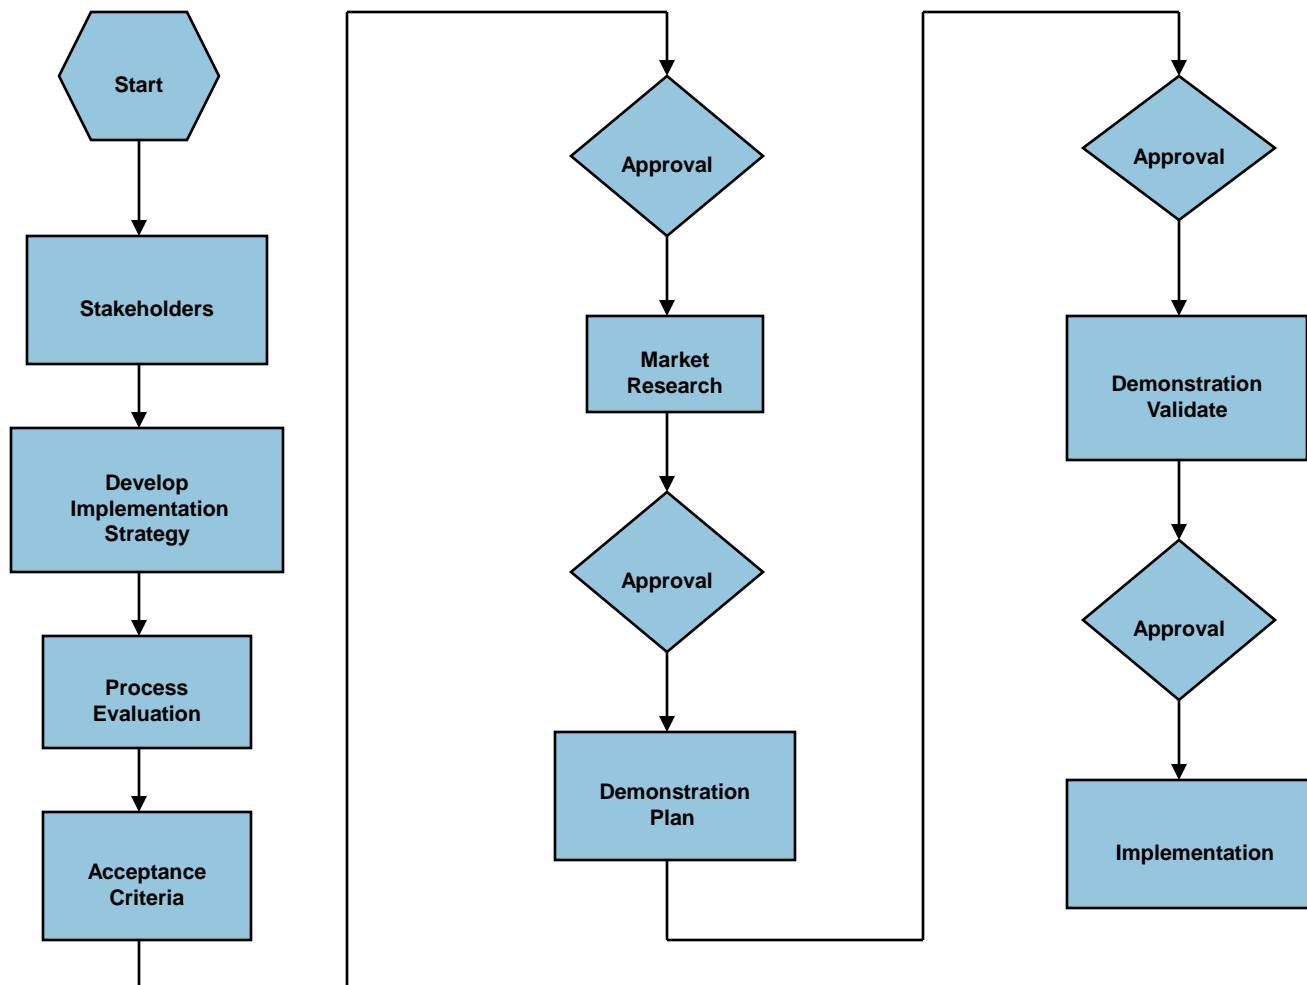 Start
Stakeholders
Develop
Implementation
Strategy
Process
Evaluation
Acceptance
Criteria
Approval
Market
Research
Approval
Demonstration
Plan
Approval
Demonstration
Validate
Approval
Implementation